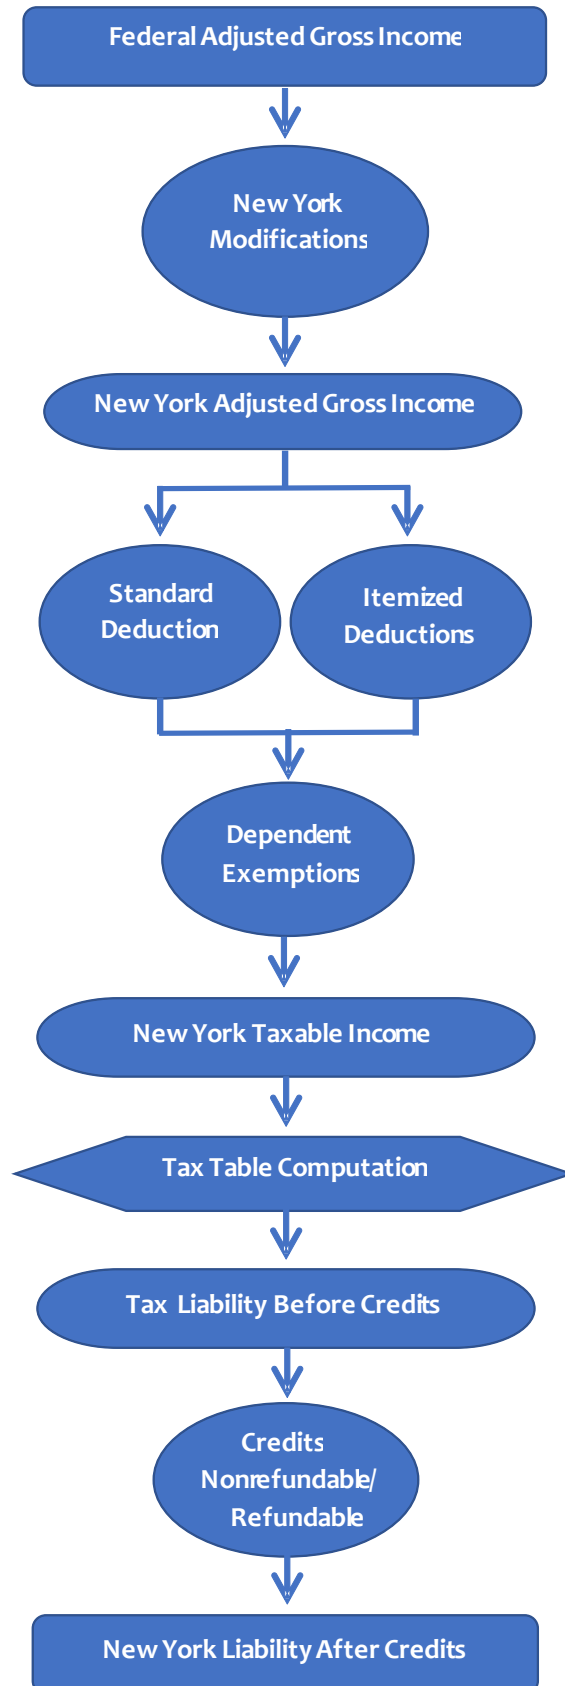 Federal Adjusted Gross Income
New York
Modifications
New York Adjusted Gross Income
Standard
Deduction
Itemized
Deductions
Dependent
Exemptions
New York Taxable Income
Tax Table Computation
Tax Liability Before Credits
Credits
Nonrefundable/
Refundable
New York Liability After Credits